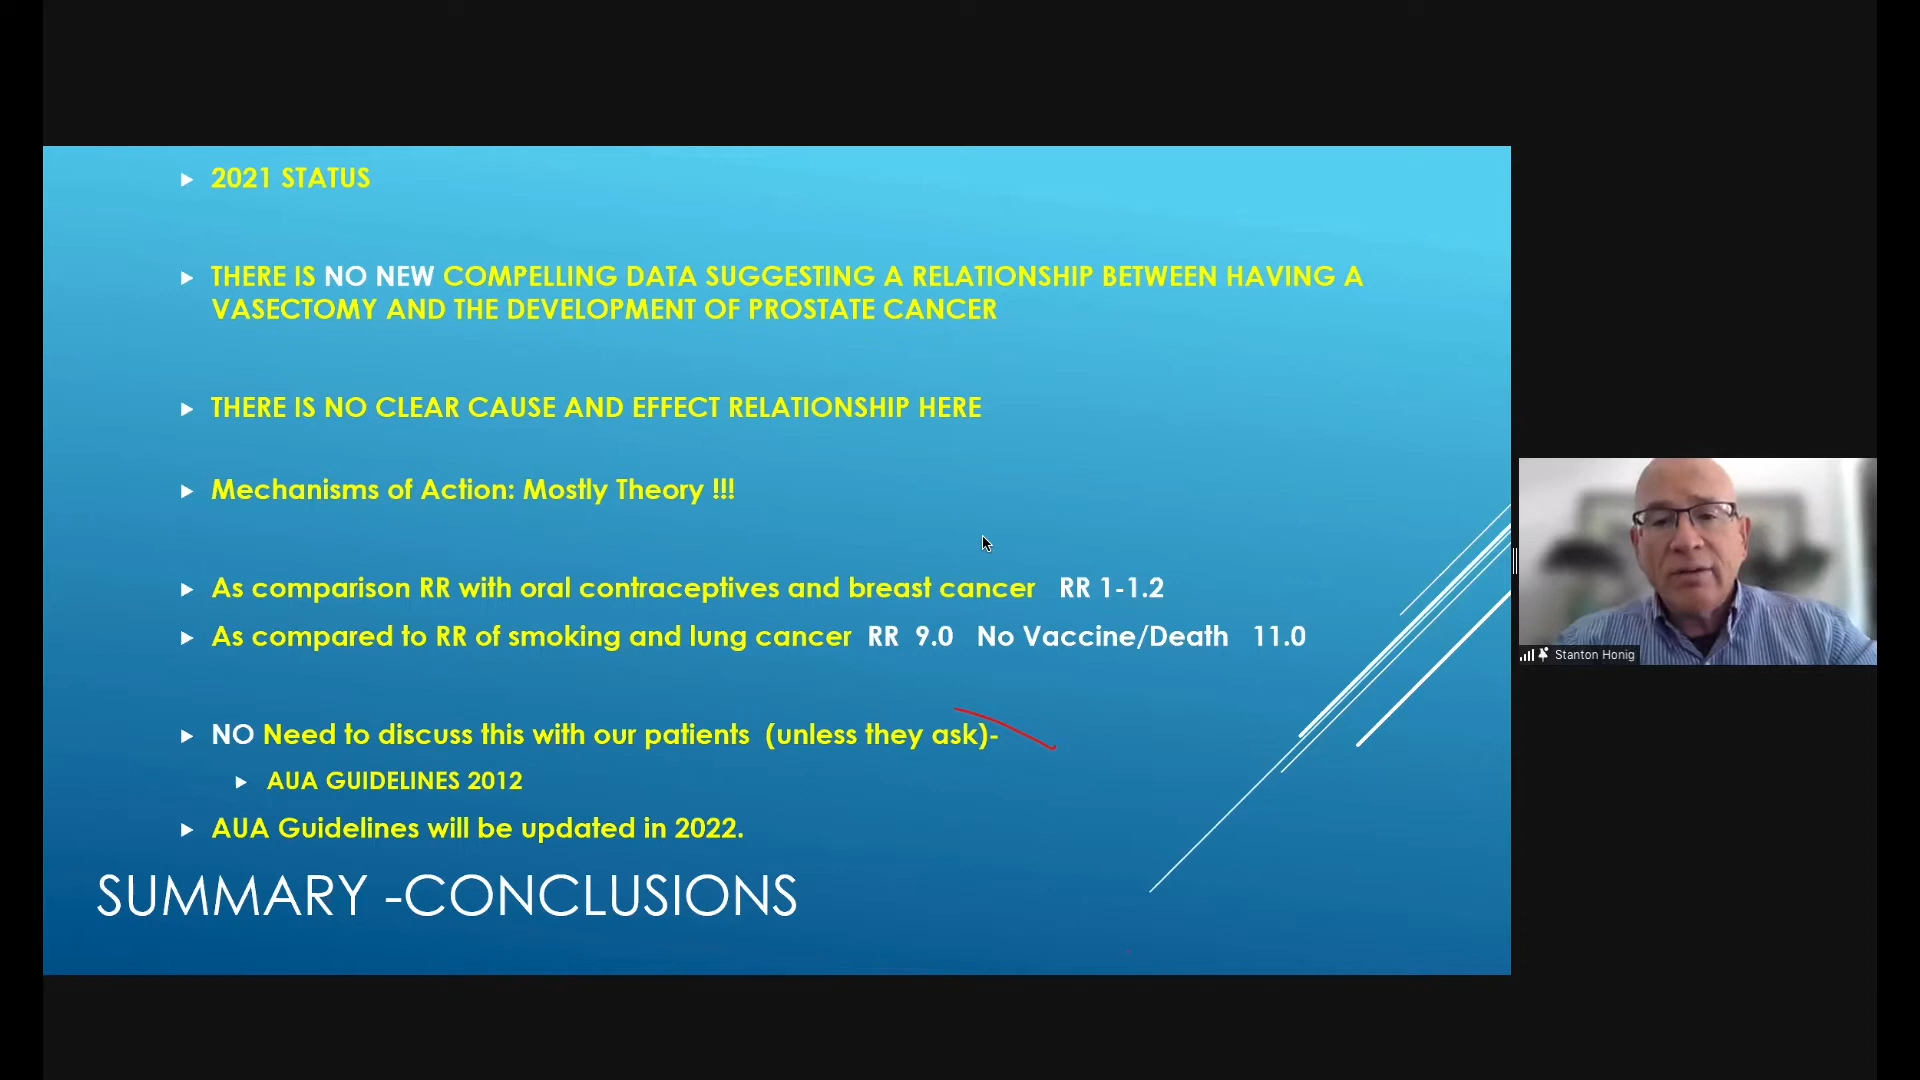 2021 STATUS
THERE IS NO NEW COMPELLING DATA SUGGESTING A RELATIONSHIP BETWEEN HAVING A
VASECTOMY AND THE DEVELOPMENT OF PROSTATE CANCER
THERE IS NO CLEAR CAUSE AND EFFECT RELATIONSHIP HERE
Mechanisms of Action: Mostly Theory !!!
As comparison RR with oral contraceptives and breast cancer RR 1-1.2
As compared to RR of smoking and lung cancer RR 9.0 No Vaccine/Death 11.0
NO Need to discuss this with our patients (unless they ask)-
AUA GUIDELINES 2012
AUA Guidelines will be updated in 2022.
SUMMARY -CONCLUSIONS
Stanton Honig